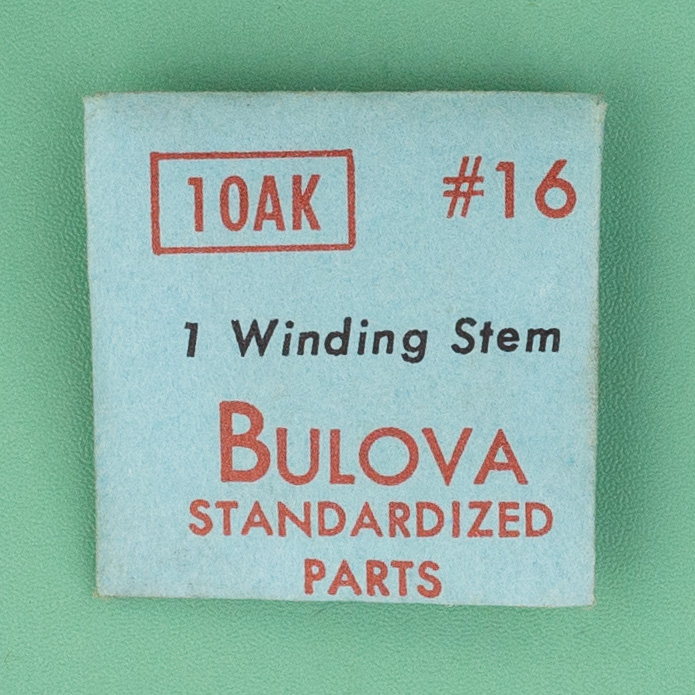 10AK #16
1 Winding Stem
BULOVA
STANDARDIZED
PARTS